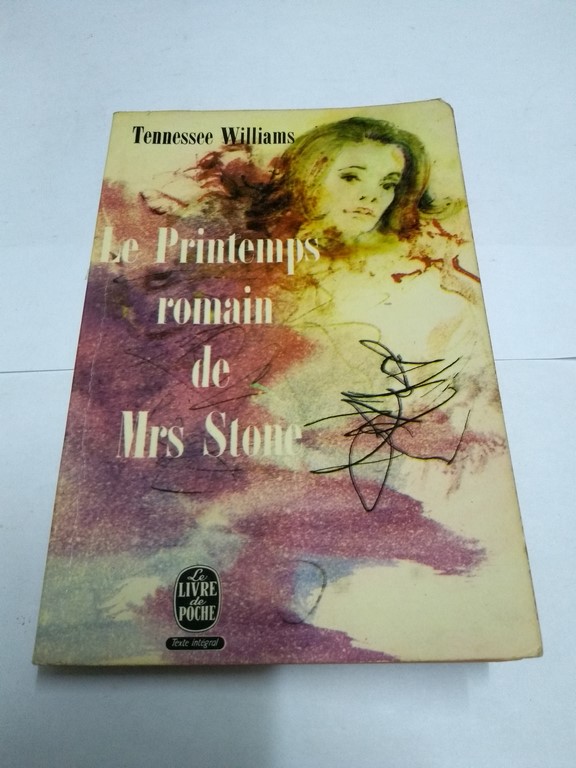 Tennessee Williams
Le Printemps
romain
de
Mrs Stone
Le
LIVRE
de
POCHE
Texte intégral